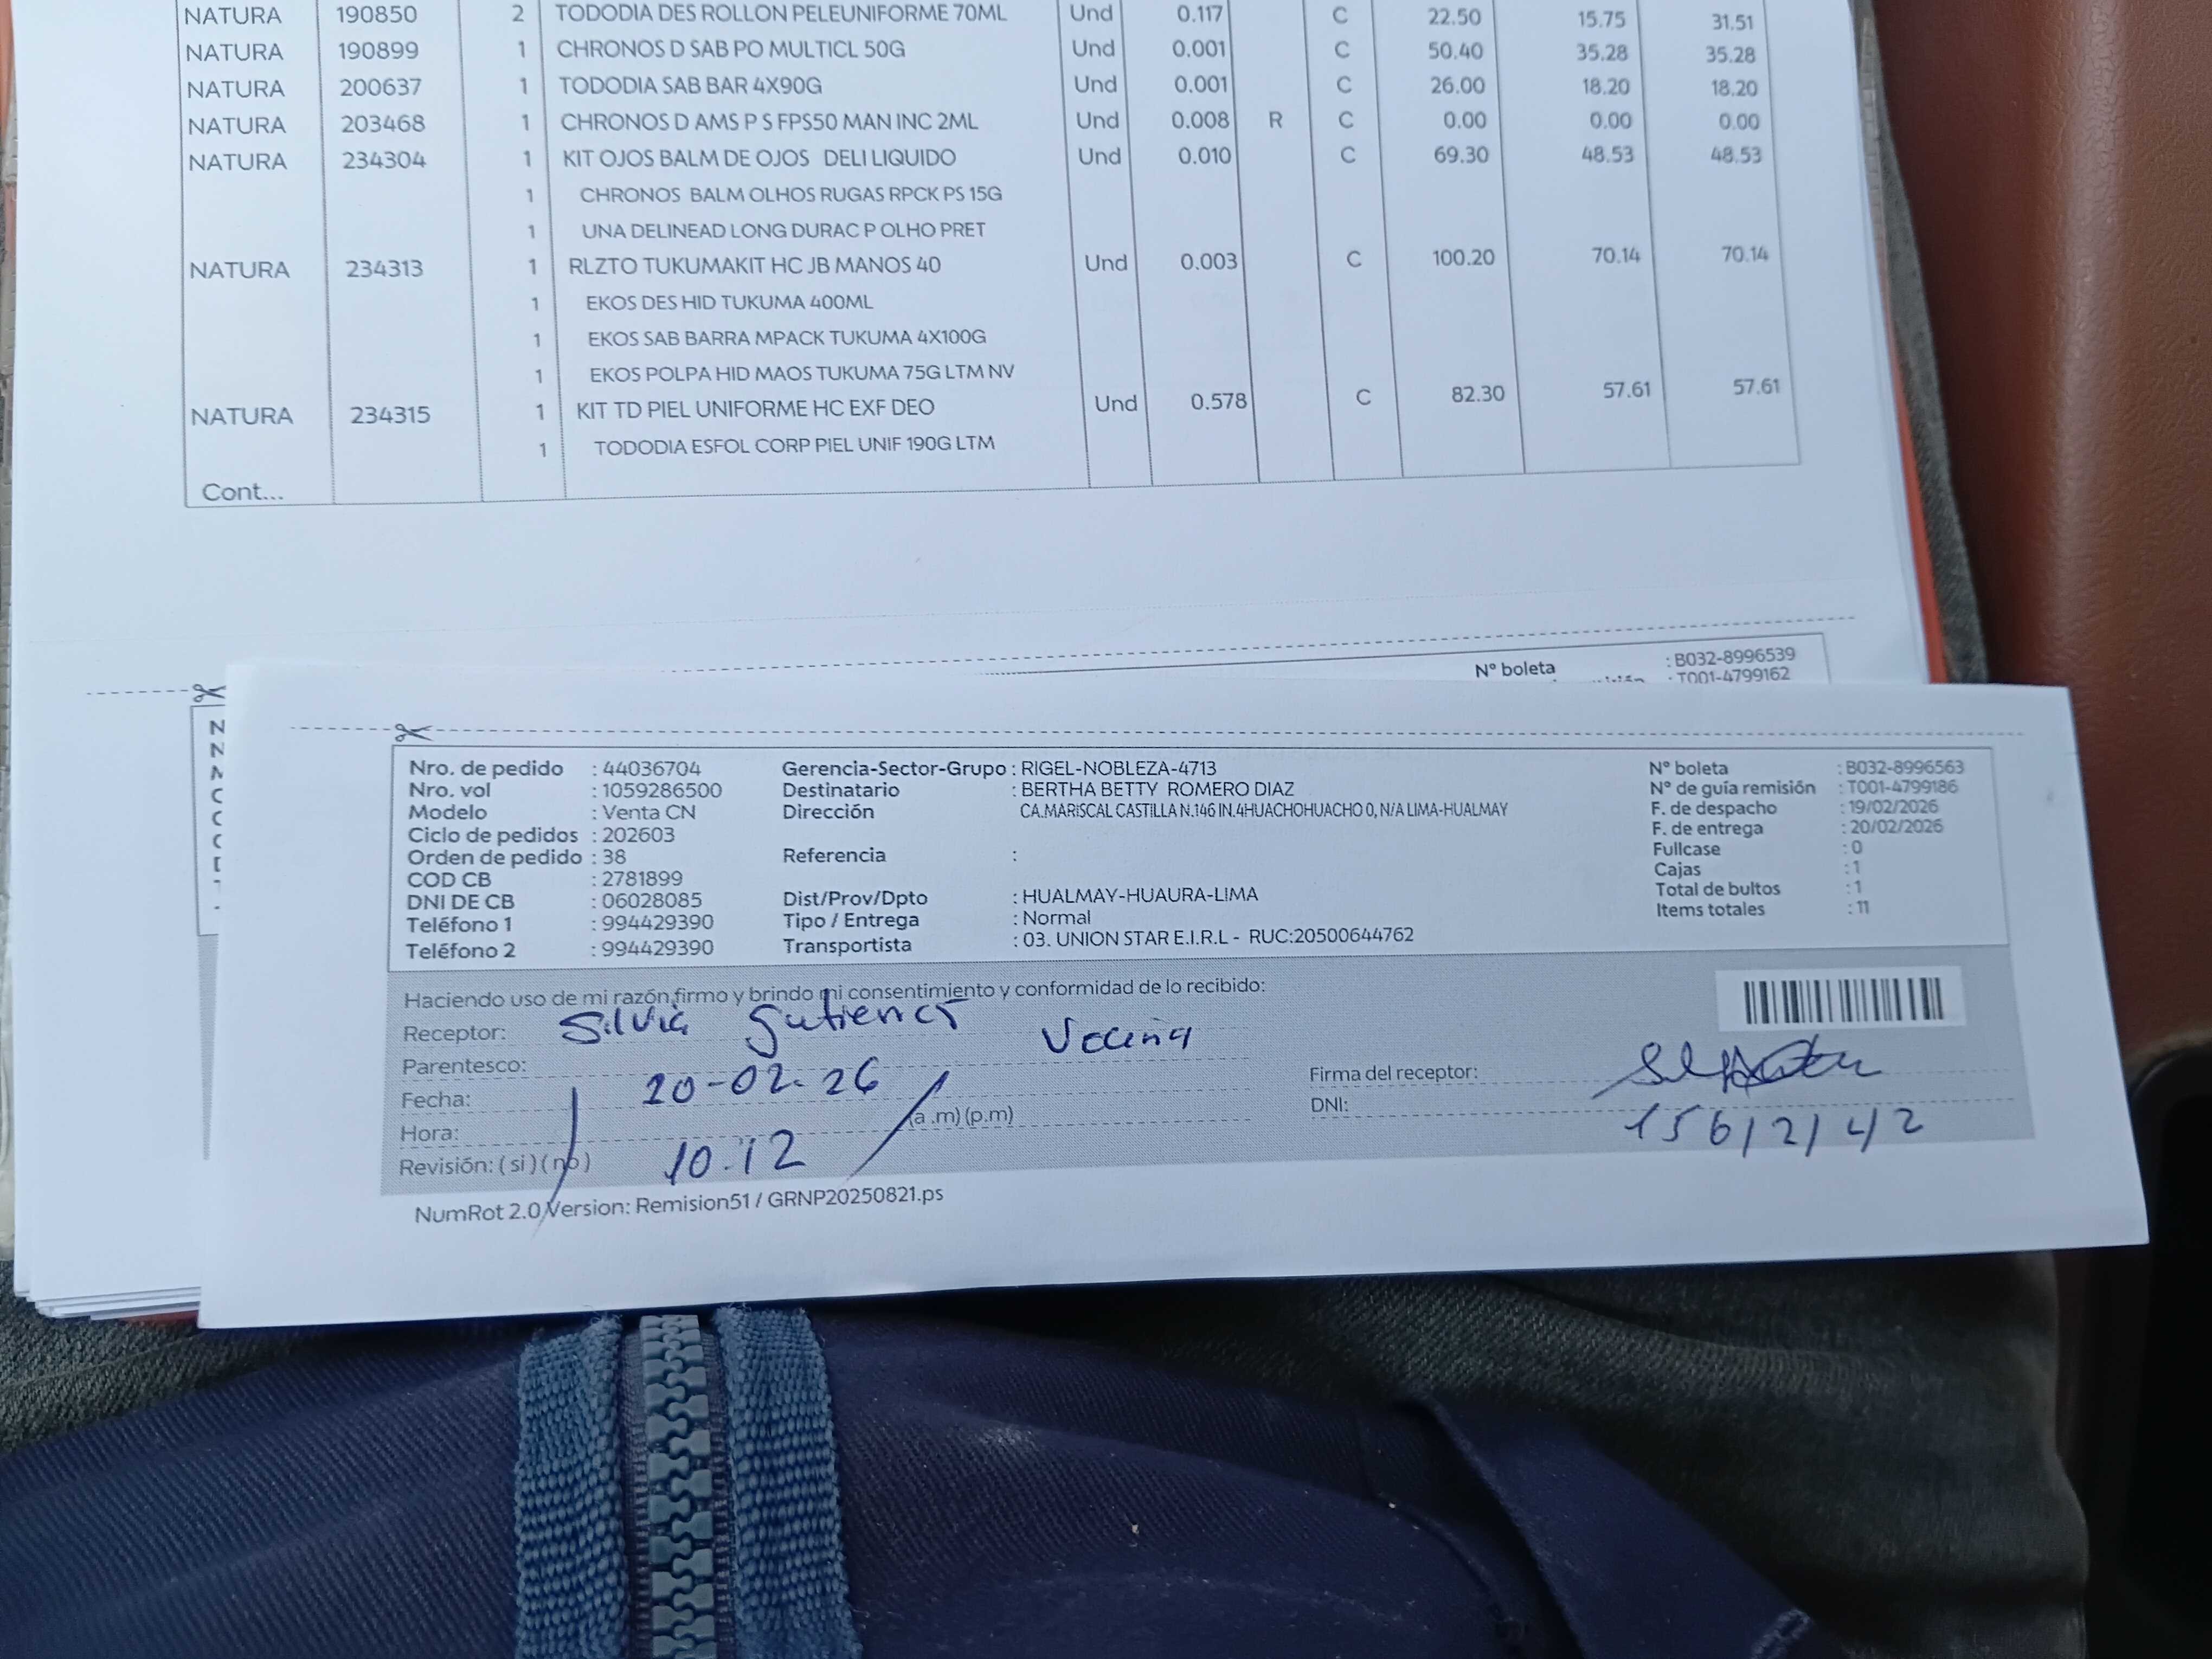 NATURA 190850 2 TODODIA DES ROLLON PELEUNIFORME 70ML Und 0.117 C 22.50 15.75 31.51
NATURA 190899 1 CHRONOS D SAB PO MULTICL 50G Und 0.001 C 50.40 35.28 35.28
NATURA 200637 1 TODODIA SAB BAR 4X90G Und 0.001 C 26.00 18.20 18.20
NATURA 203468 1 CHRONOS D AMS P S FPS50 MAN INC 2ML Und 0.008 R C 0.00 0.00 0.00
NATURA 234304 1 KIT OJOS BALM DE OJOS DELI LIQUIDO Und 0.010 C 69.30 48.53 48.53
1 CHRONOS BALM OLHOS RUGAS RPCK PS 15G
1 UNA DELINEAD LONG DURAC P OLHO PRET
NATURA 234313 1 RLZTO TUKUMAKIT HC JB MANOS 40 Und 0.003 C 100.20 70.14 70.14
1 EKOS DES HID TUKUMA 400ML
1 EKOS SAB BARRA MPACK TUKUMA 4X100G
1 EKOS POLPA HID MAOS TUKUMA 75G LTM NV
NATURA 234315 1 KIT TD PIEL UNIFORME HC EXF DEO Und 0.578 C 82.30 57.61 57.61
1 TODODIA ESFOL CORP PIEL UNIF 190G LTM
Cont...
N° boleta : B032-8996539
: T001-4799162
Nro. de pedido : 44036704 Gerencia-Sector-Grupo : RIGEL-NOBLEZA-4713 N° boleta : B032-8996563
Nro. vol : 1059286500 Destinatario : BERTHA BETTY ROMERO DIAZ N° de guía remisión : T001-4799186
Modelo : Venta CN Dirección CA.MARISCAL CASTILLA N.146 IN.4HUACHOHUACHO 0, N/A LIMA-HUALMAY F. de despacho : 19/02/2026
Ciclo de pedidos : 202603 F. de entrega : 20/02/2026
Orden de pedido : 38 Referencia : Fullcase : 0
COD CB : 2781899 Cajas : 1
DNI DE CB : 06028085 Dist/Prov/Dpto : HUALMAY-HUAURA-LIMA Total de bultos : 1
Teléfono 1 : 994429390 Tipo / Entrega : Normal Items totales : 11
Teléfono 2 : 994429390 Transportista : 03. UNION STAR E.I.R.L - RUC:20500644762
Haciendo uso de mi razón,firmo y brindo mi consentimiento y conformidad de lo recibido:
Receptor: Silvia
Parentesco: Vecina
Fecha: 20-02-26 Firma del receptor:
Hora: 10:12 (a .m) (p.m) DNI: 15612142
Revisión: ( si ) ( no )
NumRot 2.0 Version: Remision51 / GRNP20250821.ps